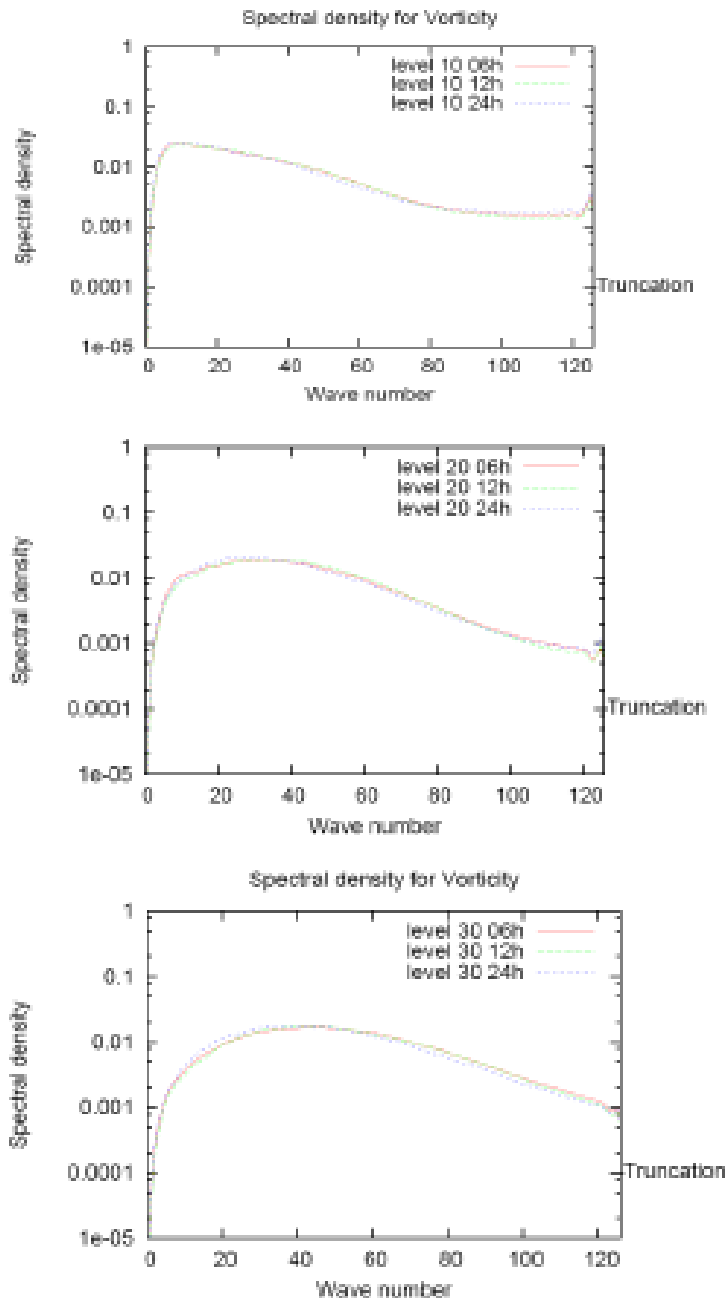 Spectral density for Vorticity
1
level 10 06h
level 10 12h
level 10 24h
0.1
0.01
0.001
0.0001
1e-05
Spectral density
Truncation
0 20 40 60 80 100 120
Wave number
1
level 20 06h
level 20 12h
level 20 24h
0.1
0.01
0.001
0.0001
1e-05
Spectral density
Truncation
0 20 40 60 80 100 120
Wave number
Spectral density for Vorticity
1
level 30 06h
level 30 12h
level 30 24h
0.1
0.01
0.001
0.0001
1e-05
Spectral density
Truncation
0 20 40 60 80 100 120
Wave number